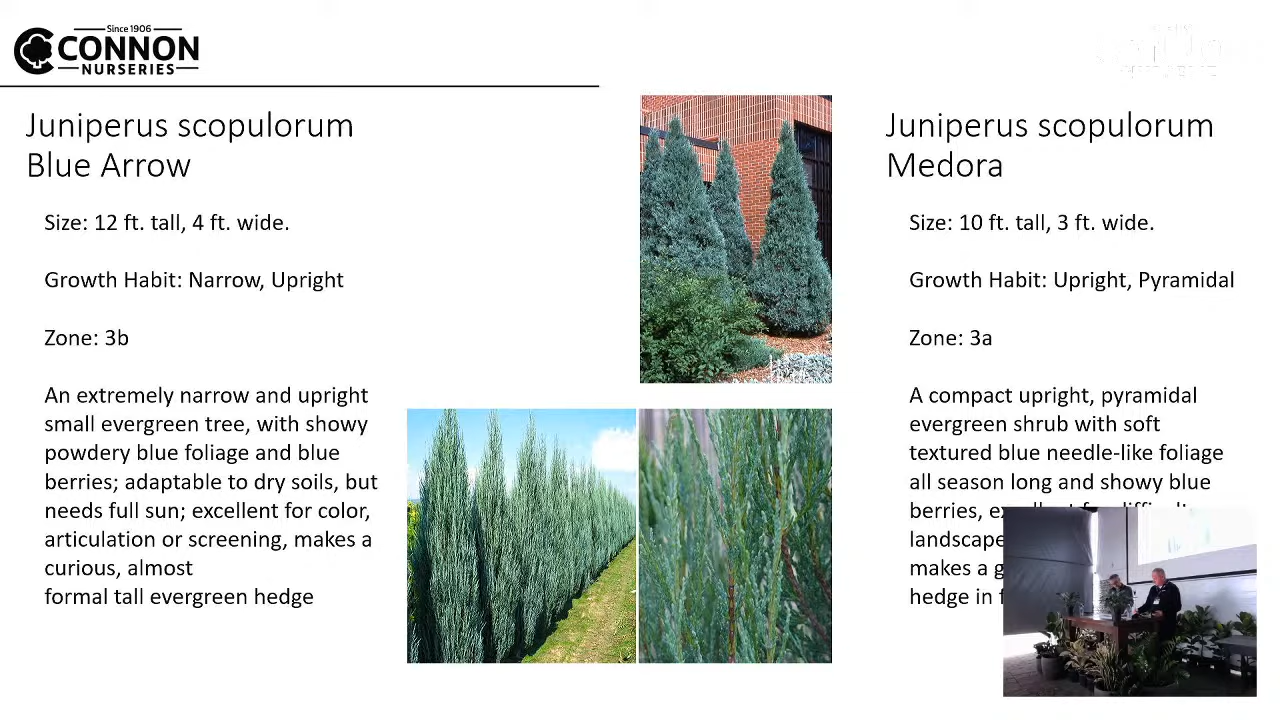 Since 1906
CONNON
NURSERIES
Juniperus scopulorum
Blue Arrow
Size: 12 ft. tall, 4 ft. wide.
Growth Habit: Narrow, Upright
Zone: 3b
An extremely narrow and upright
small evergreen tree, with showy
powdery blue foliage and blue
berries; adaptable to dry soils, but
needs full sun; excellent for color,
articulation or screening, makes a
curious, almost
formal tall evergreen hedge
Juniperus scopulorum
Medora
Size: 10 ft. tall, 3 ft. wide.
Growth Habit: Upright, Pyramidal
Zone: 3a
A compact upright, pyramidal
evergreen shrub with soft
textured blue needle-like foliage
all season long and showy blue
berries,
landscape
makes a
hedge in